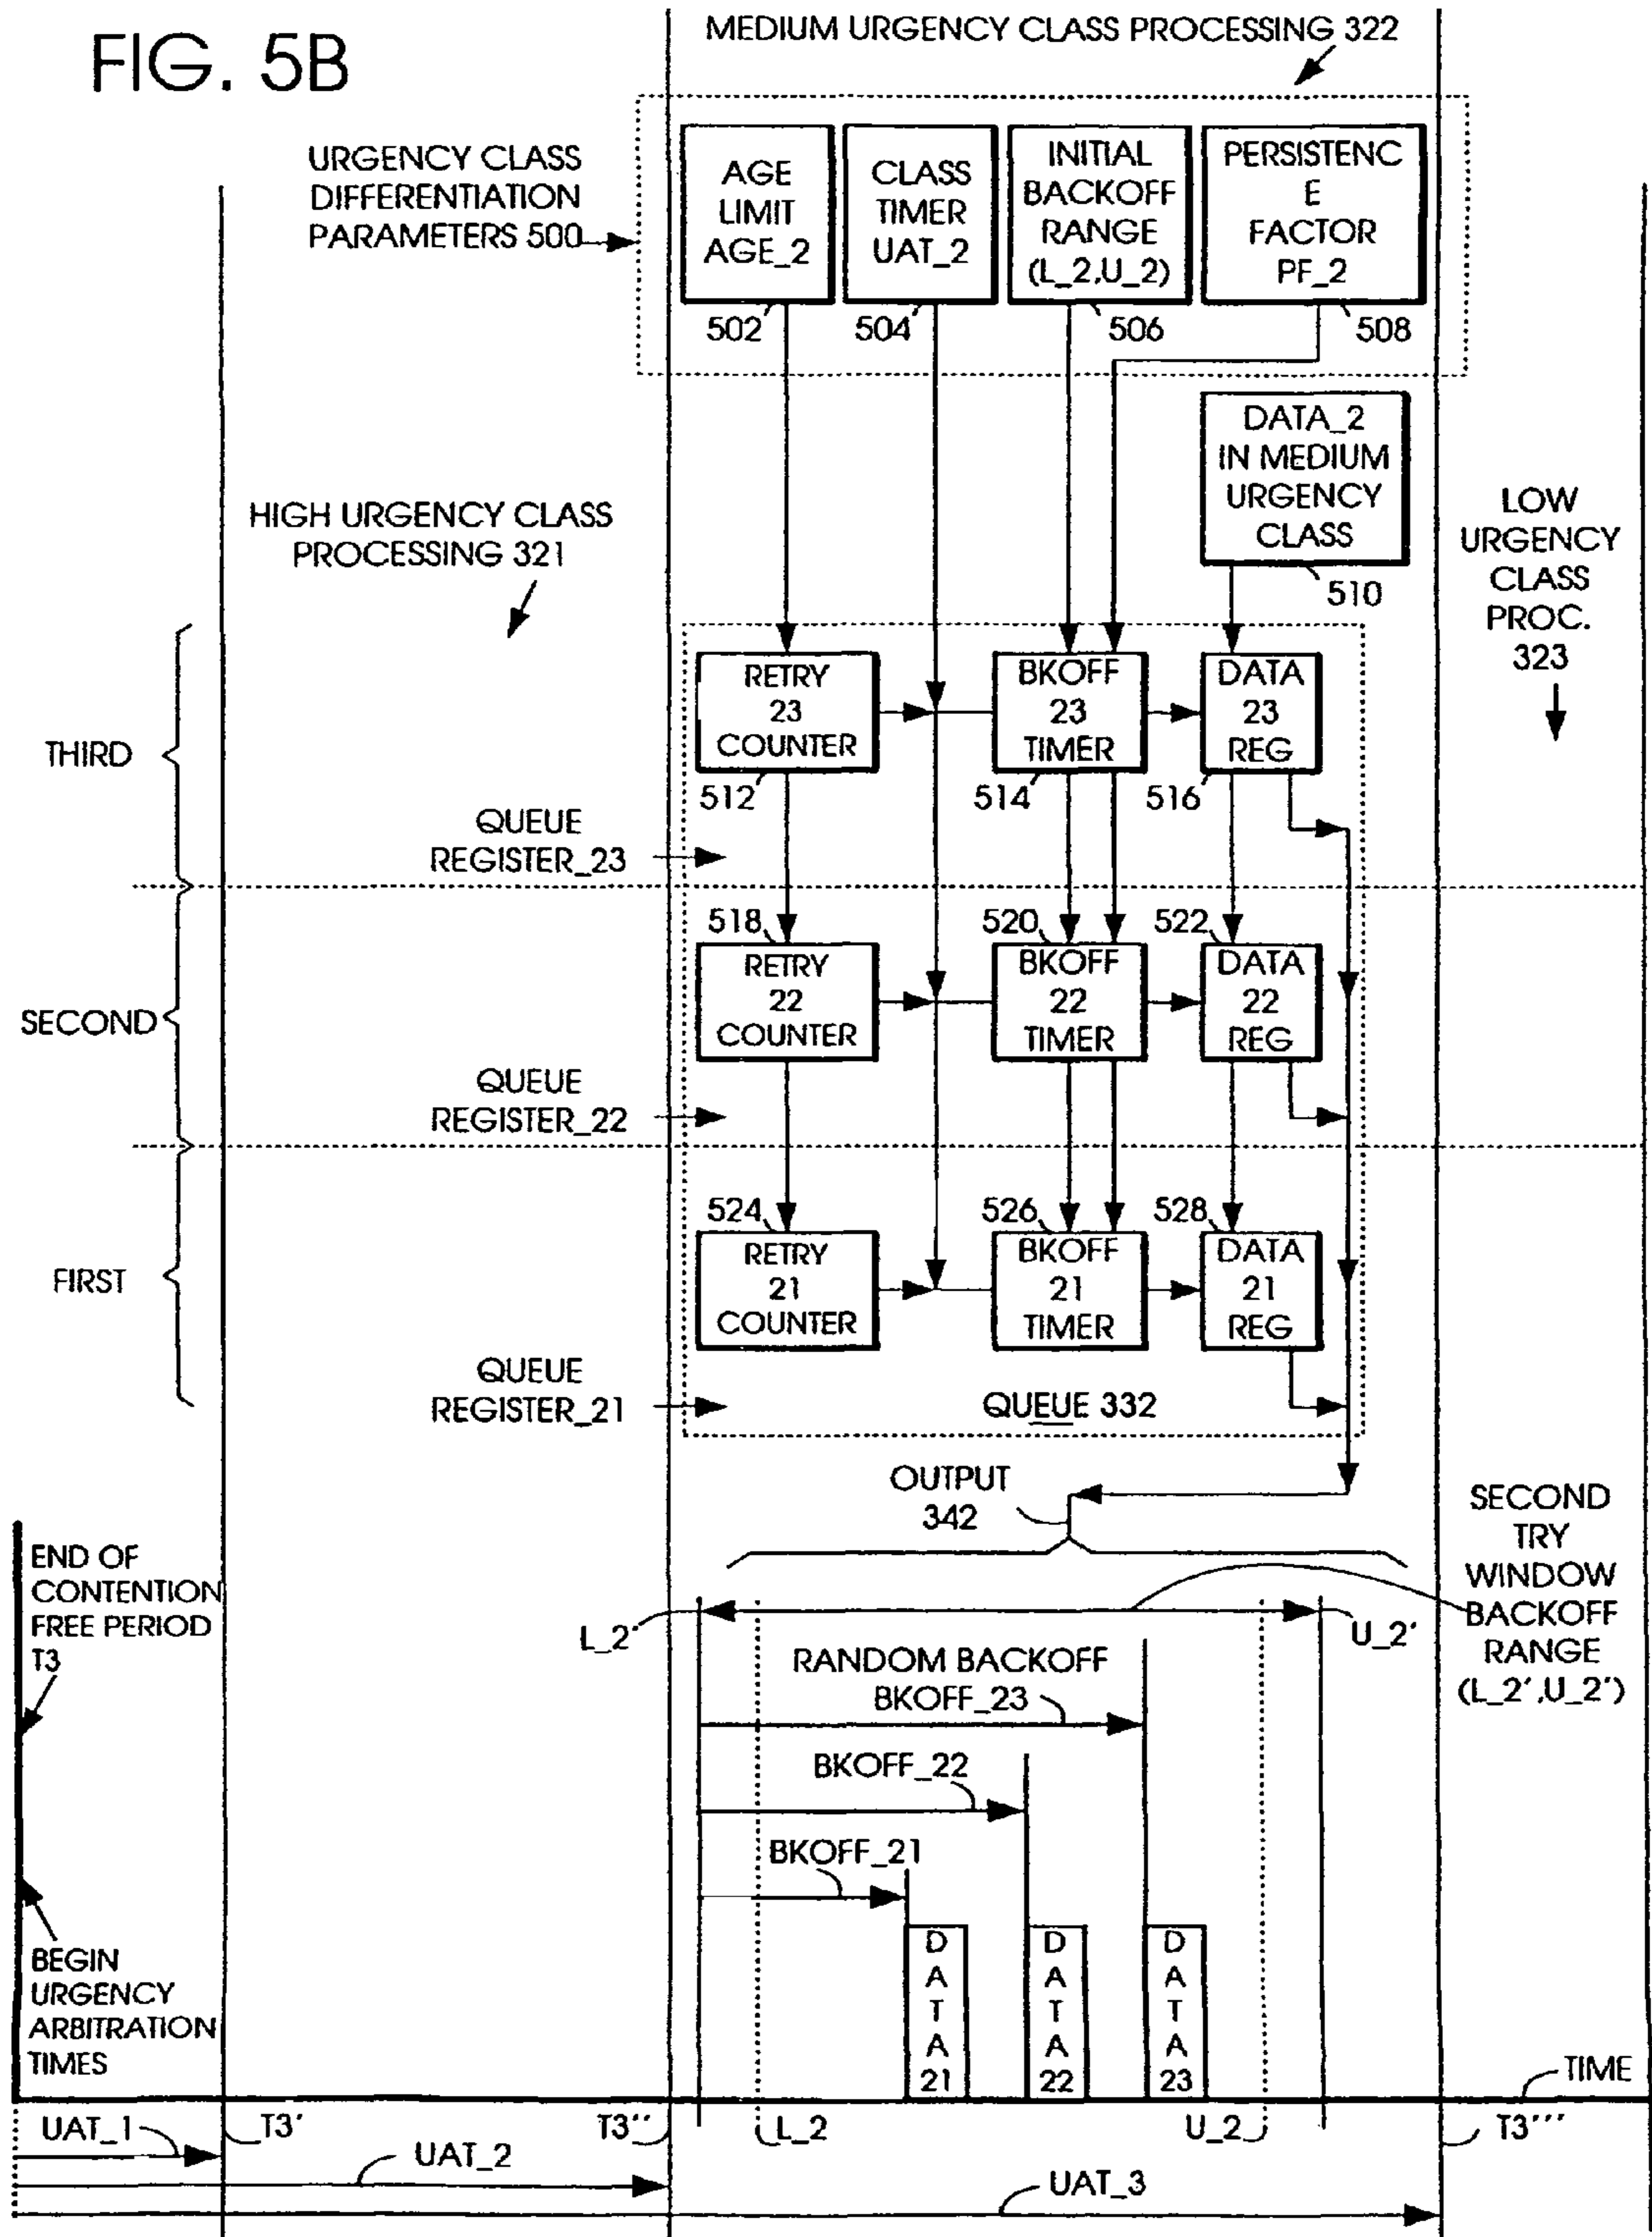 FIG. 5B
MEDIUM URGENCY CLASS PROCESSING 322
URGENCY CLASS
DIFFERENTIATION
PARAMETERS 500
AGE
LIMIT
AGE_2
502
CLASS
TIMER
UAT_2
504
INITIAL
BACKOFF
RANGE
(L_2,U_2)
506
PERSISTENC
E
FACTOR
PF_2
508
DATA_2
IN MEDIUM
URGENCY
CLASS
510
HIGH URGENCY CLASS
PROCESSING 321
LOW
URGENCY
CLASS
PROC.
323
THIRD
RETRY
23
COUNTER
512
BKOFF
23
TIMER
514
DATA
23
REG
516
QUEUE
REGISTER_23
SECOND
518
RETRY
22
COUNTER
520
BKOFF
22
TIMER
522
DATA
22
REG
QUEUE
REGISTER_22
FIRST
524
RETRY
21
COUNTER
526
BKOFF
21
TIMER
528
DATA
21
REG
QUEUE
REGISTER_21
QUEUE 332
OUTPUT
342
SECOND
TRY
WINDOW
BACKOFF
RANGE
(L_2',U_2')
END OF
CONTENTION
FREE PERIOD
T3
L_2'
U_2'
RANDOM BACKOFF
BKOFF_23
BKOFF_22
BKOFF_21
BEGIN
URGENCY
ARBITRATION
TIMES
D
A
T
A
21
D
A
T
A
22
D
A
T
A
23
TIME
UAT_1
T3'
T3''
L_2
U_2
T3'''
UAT_2
UAT_3